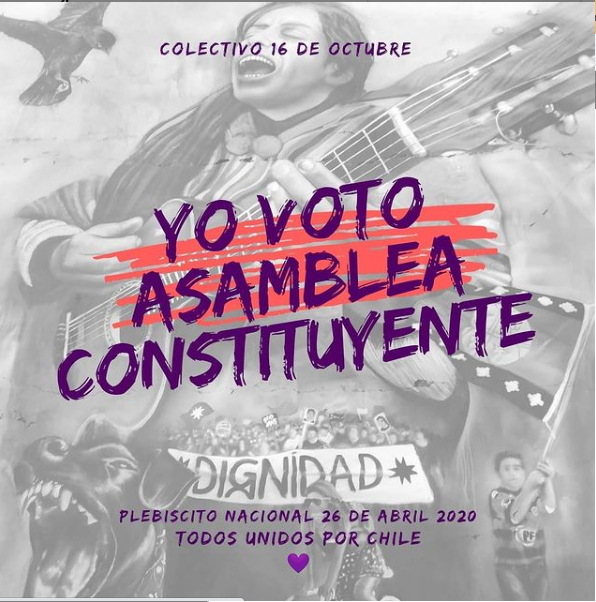 COLECTIVO 16 DE OCTUBRE
YO VOTO
ASAMBLEA
CONSTITUYENTE
DIGNIDAD
PLEBISCITO NACIONAL 26 DE ABRIL 2020
TODOS UNIDOS POR CHILE